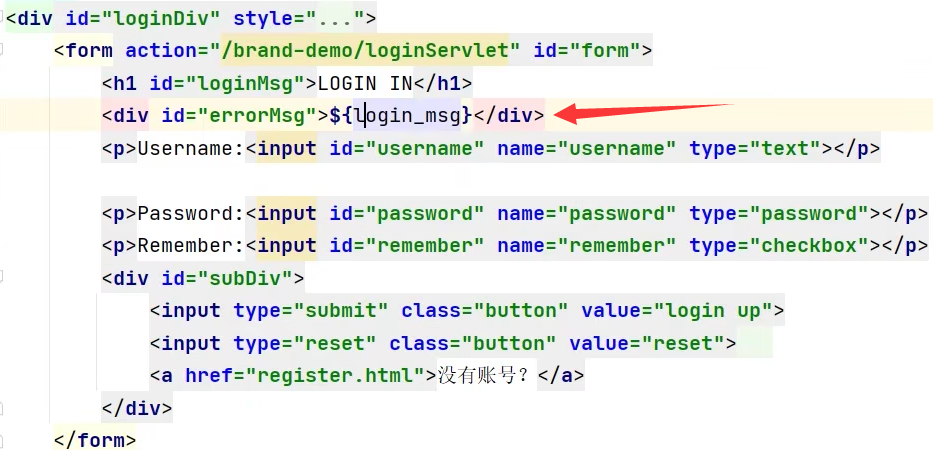 <div id="loginDiv" style="...">
<form action="/brand-demo/loginServlet" id="form">
<h1 id="loginMsg">LOGIN IN</h1>
<div id="errorMsg">${login_msg}</div>
<p>Username:<input id="username" name="username" type="text"></p>
<p>Password:<input id="password" name="password" type="password"></p>
<p>Remember:<input id="remember" name="remember" type="checkbox"></p>
<div id="subDiv">
<input type="submit" class="button" value="login up">
<input type="reset" class="button" value="reset">
<a href="register.html">没有账号？</a>
</div>
</form>